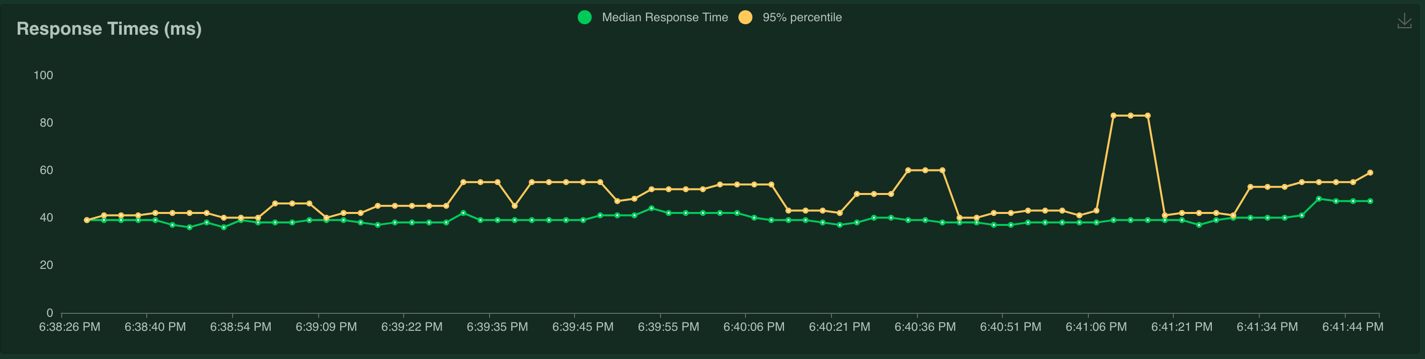 Median Response Time 95% percentile
Response Times (ms)
100
80
60
40
20
0
6:38:26 PM 6:38:40 PM 6:38:54 PM 6:39:09 PM 6:39:22 PM 6:39:35 PM 6:39:45 PM 6:39:55 PM 6:40:06 PM 6:40:21 PM 6:40:36 PM 6:40:51 PM 6:41:06 PM 6:41:21 PM 6:41:34 PM 6:41:44 PM